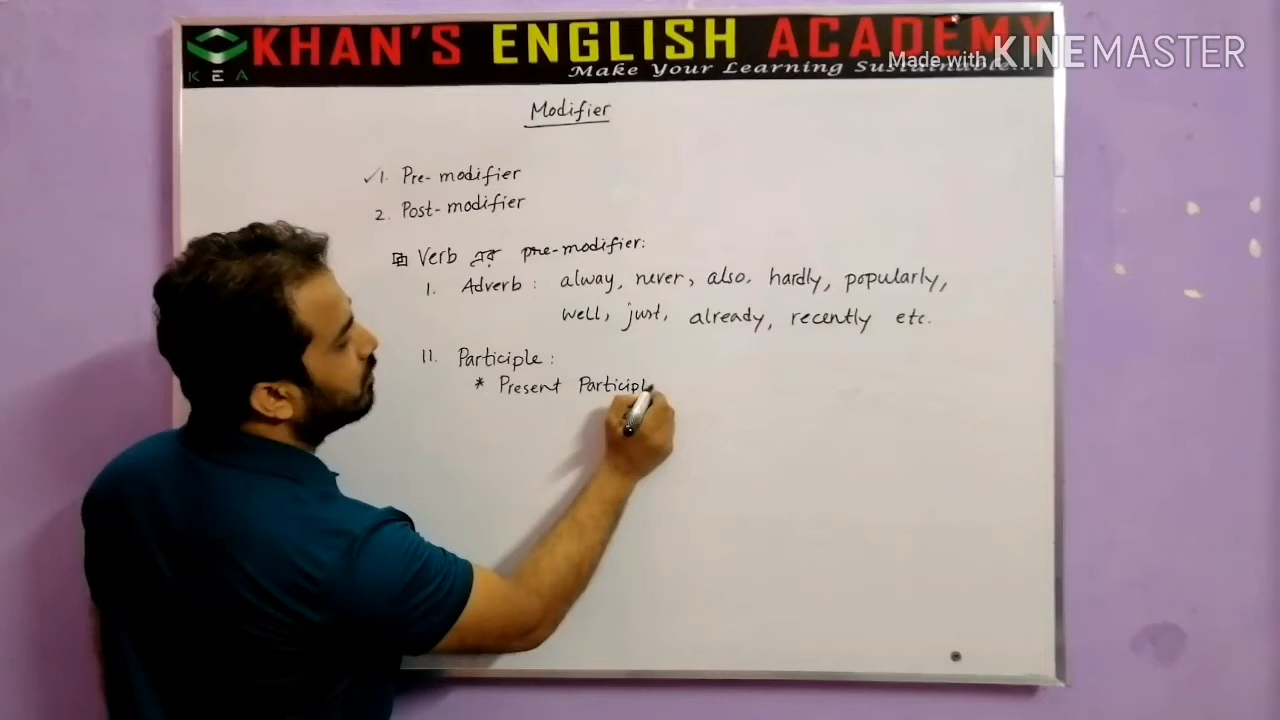 KHAN'S ENGLISH ACADEMY
Made with KINEMASTER
KEA
Make Your Learning Sustainable...
Modifier
✓1. Pre-modifier
2. Post-modifier
Verb এর pre-modifier:
I. Adverb : alway, never, also, hardly, popularly,
well, just, already, recently etc.
II. Participle :
* Present Participl